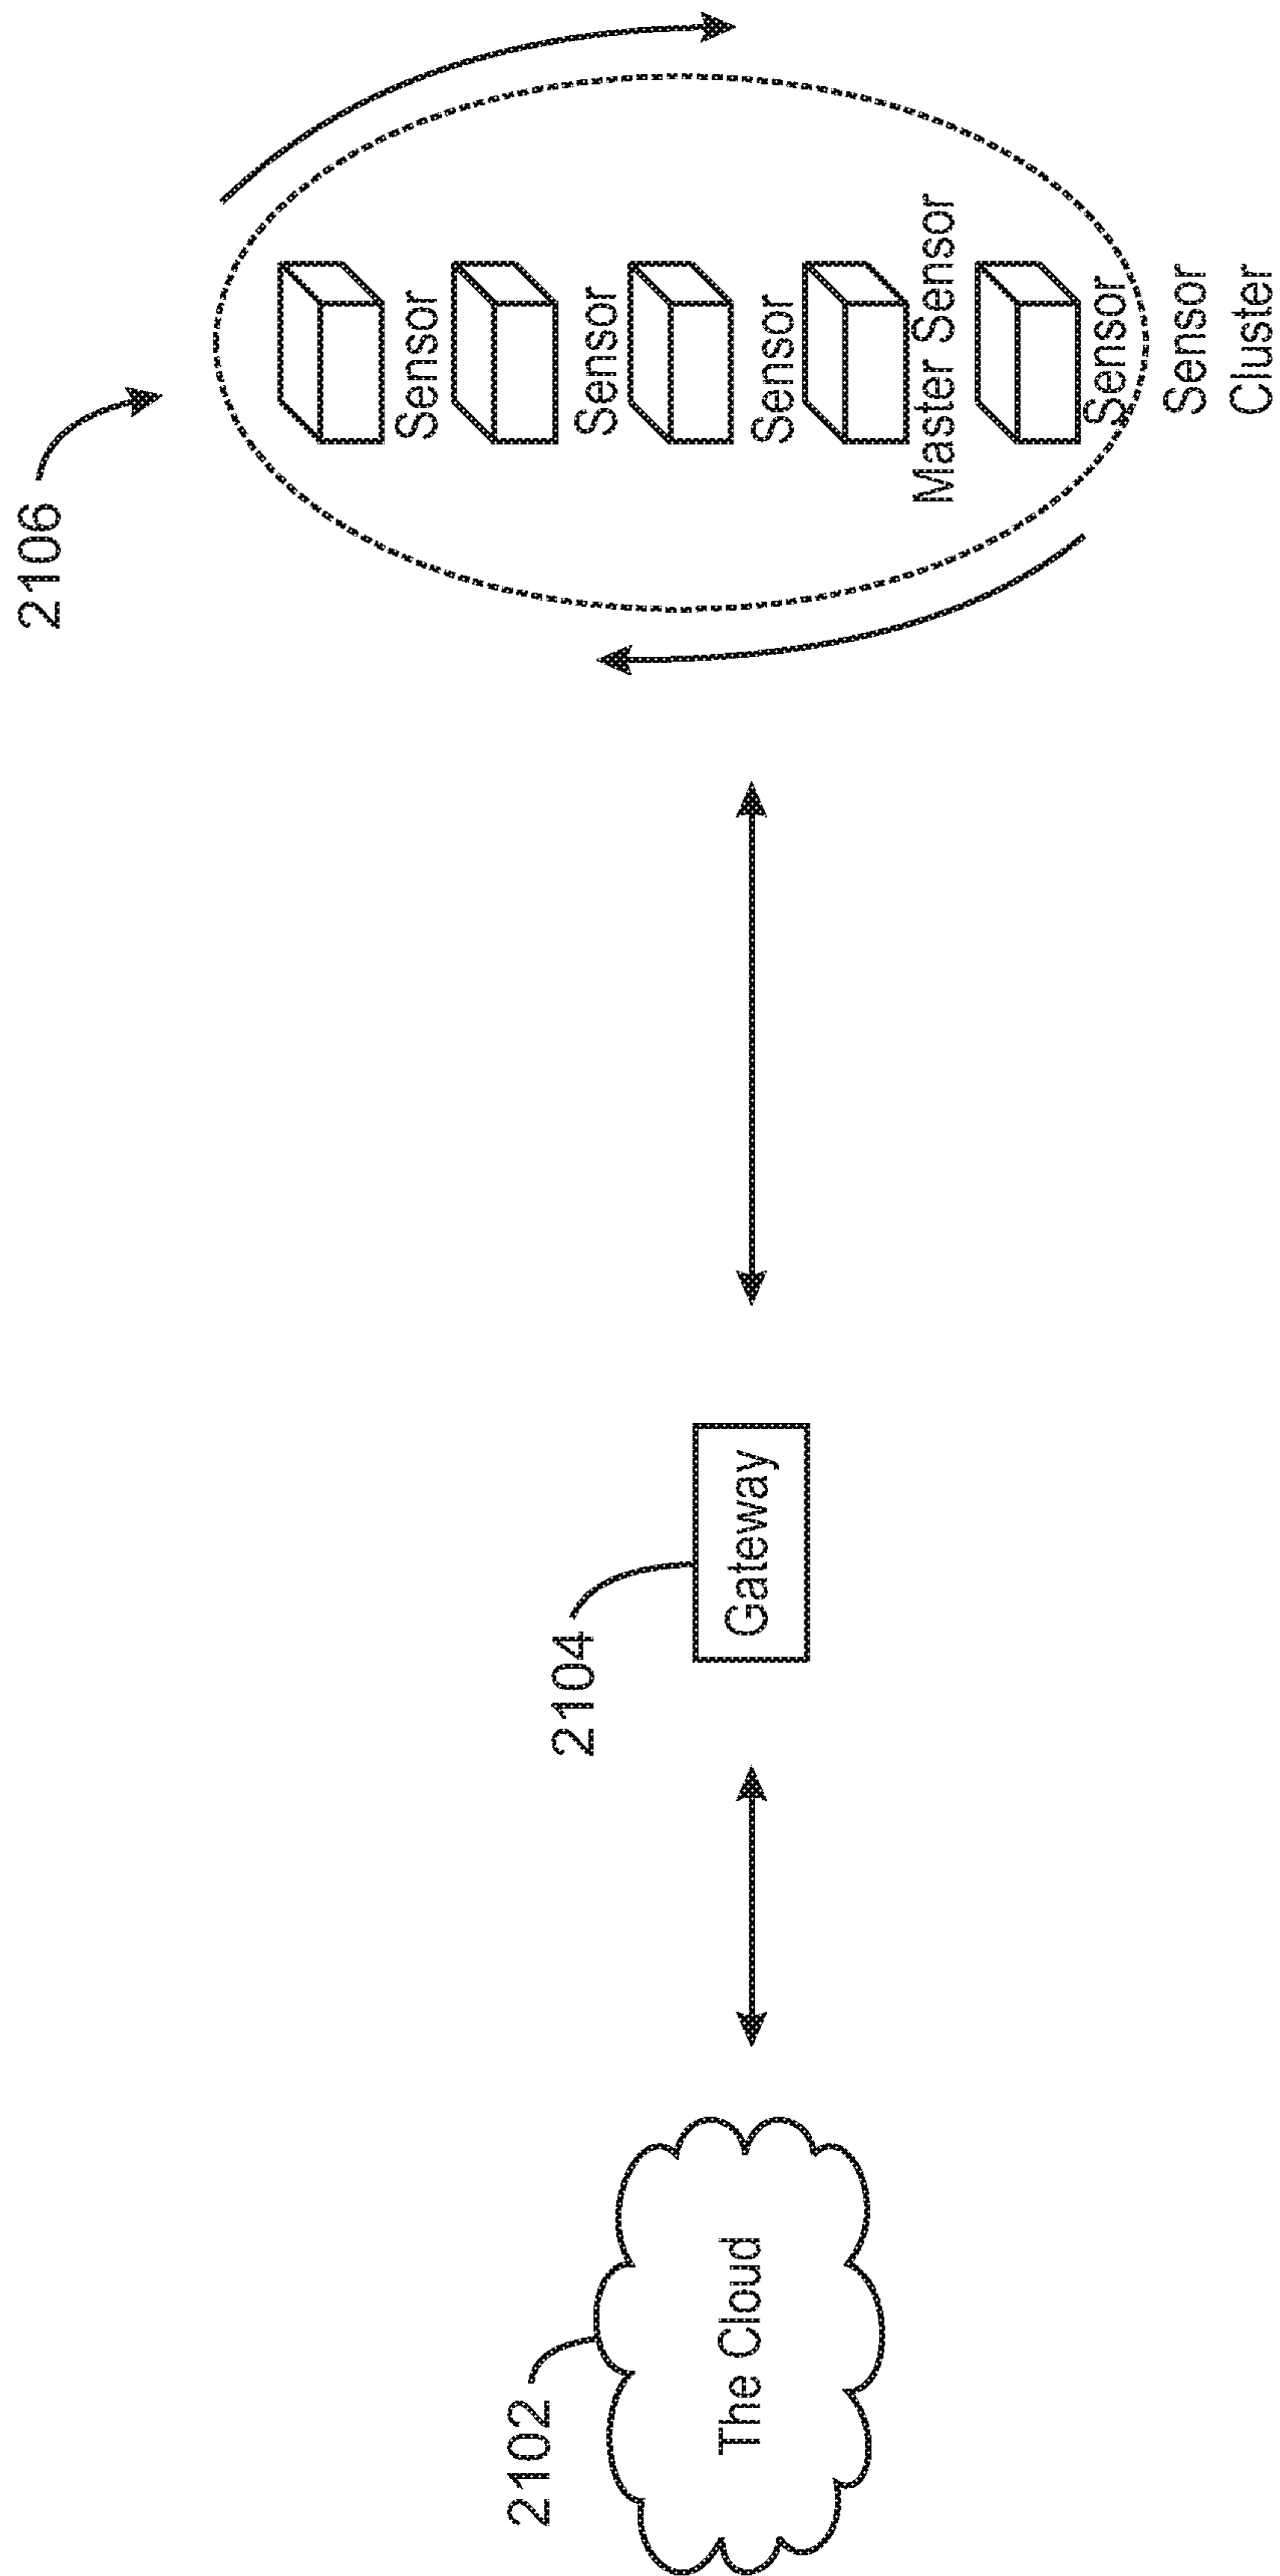 2102
The Cloud
2104
Gateway
2106
Sensor
Sensor
Sensor
Master Sensor
Sensor
Sensor
Cluster